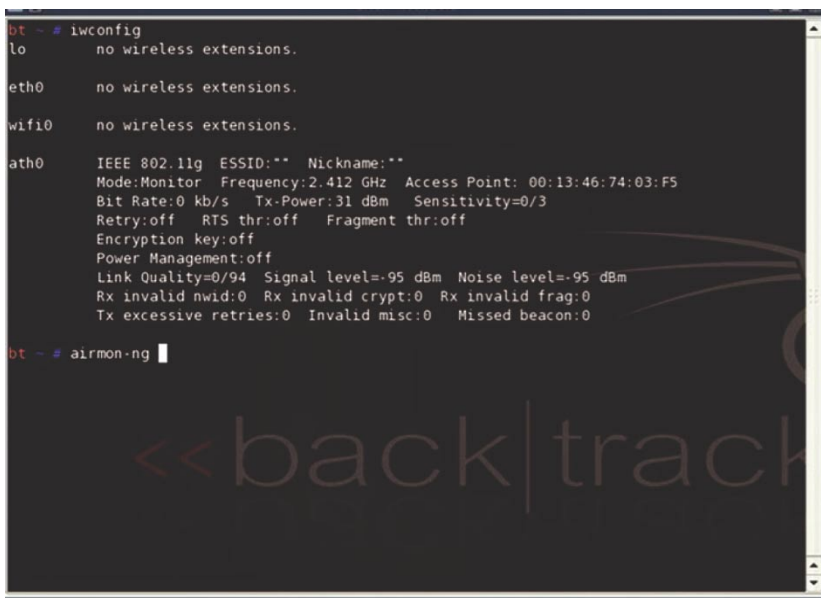 bt ~ # iwconfig
lo no wireless extensions.
eth0 no wireless extensions.
wifi0 no wireless extensions.
ath0 IEEE 802.11g ESSID:"" Nickname:""
Mode:Monitor Frequency:2.412 GHz Access Point: 00:13:46:74:03:F5
Bit Rate:0 kb/s Tx-Power:31 dBm Sensitivity=0/3
Retry:off RTS thr:off Fragment thr:off
Encryption key:off
Power Management:off
Link Quality=0/94 Signal level=-95 dBm Noise level=-95 dBm
Rx invalid nwid:0 Rx invalid crypt:0 Rx invalid frag:0
Tx excessive retries:0 Invalid misc:0 Missed beacon:0
bt ~ # airmon-ng
<<back|track